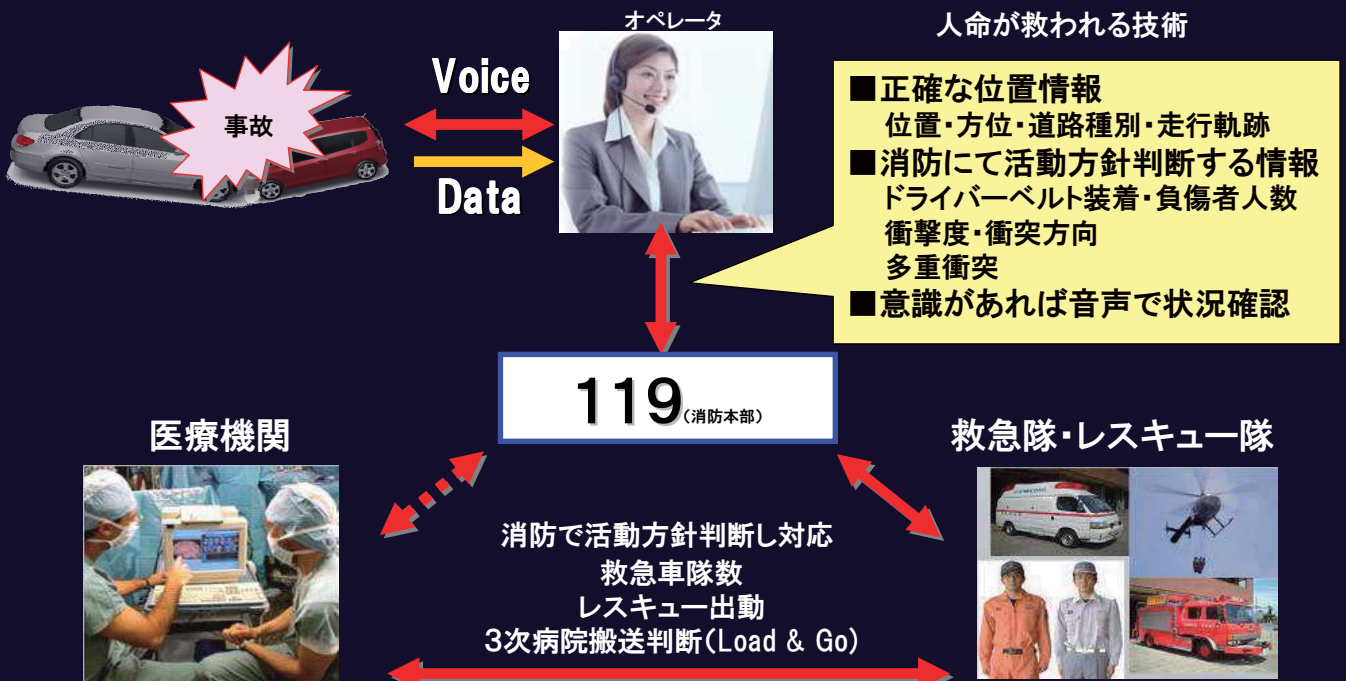 オペレータ
人命が救われる技術
事故
Voice
Data
■正確な位置情報
位置・方位・道路種別・走行軌跡
■消防にて活動方針判断する情報
ドライバーベルト装着・負傷者人数
衝撃度・衝突方向
多重衝突
■意識があれば音声で状況確認
119(消防本部)
医療機関
救急隊・レスキュー隊
消防で活動方針判断し対応
救急車隊数
レスキュー出動
3次病院搬送判断(Load & Go)